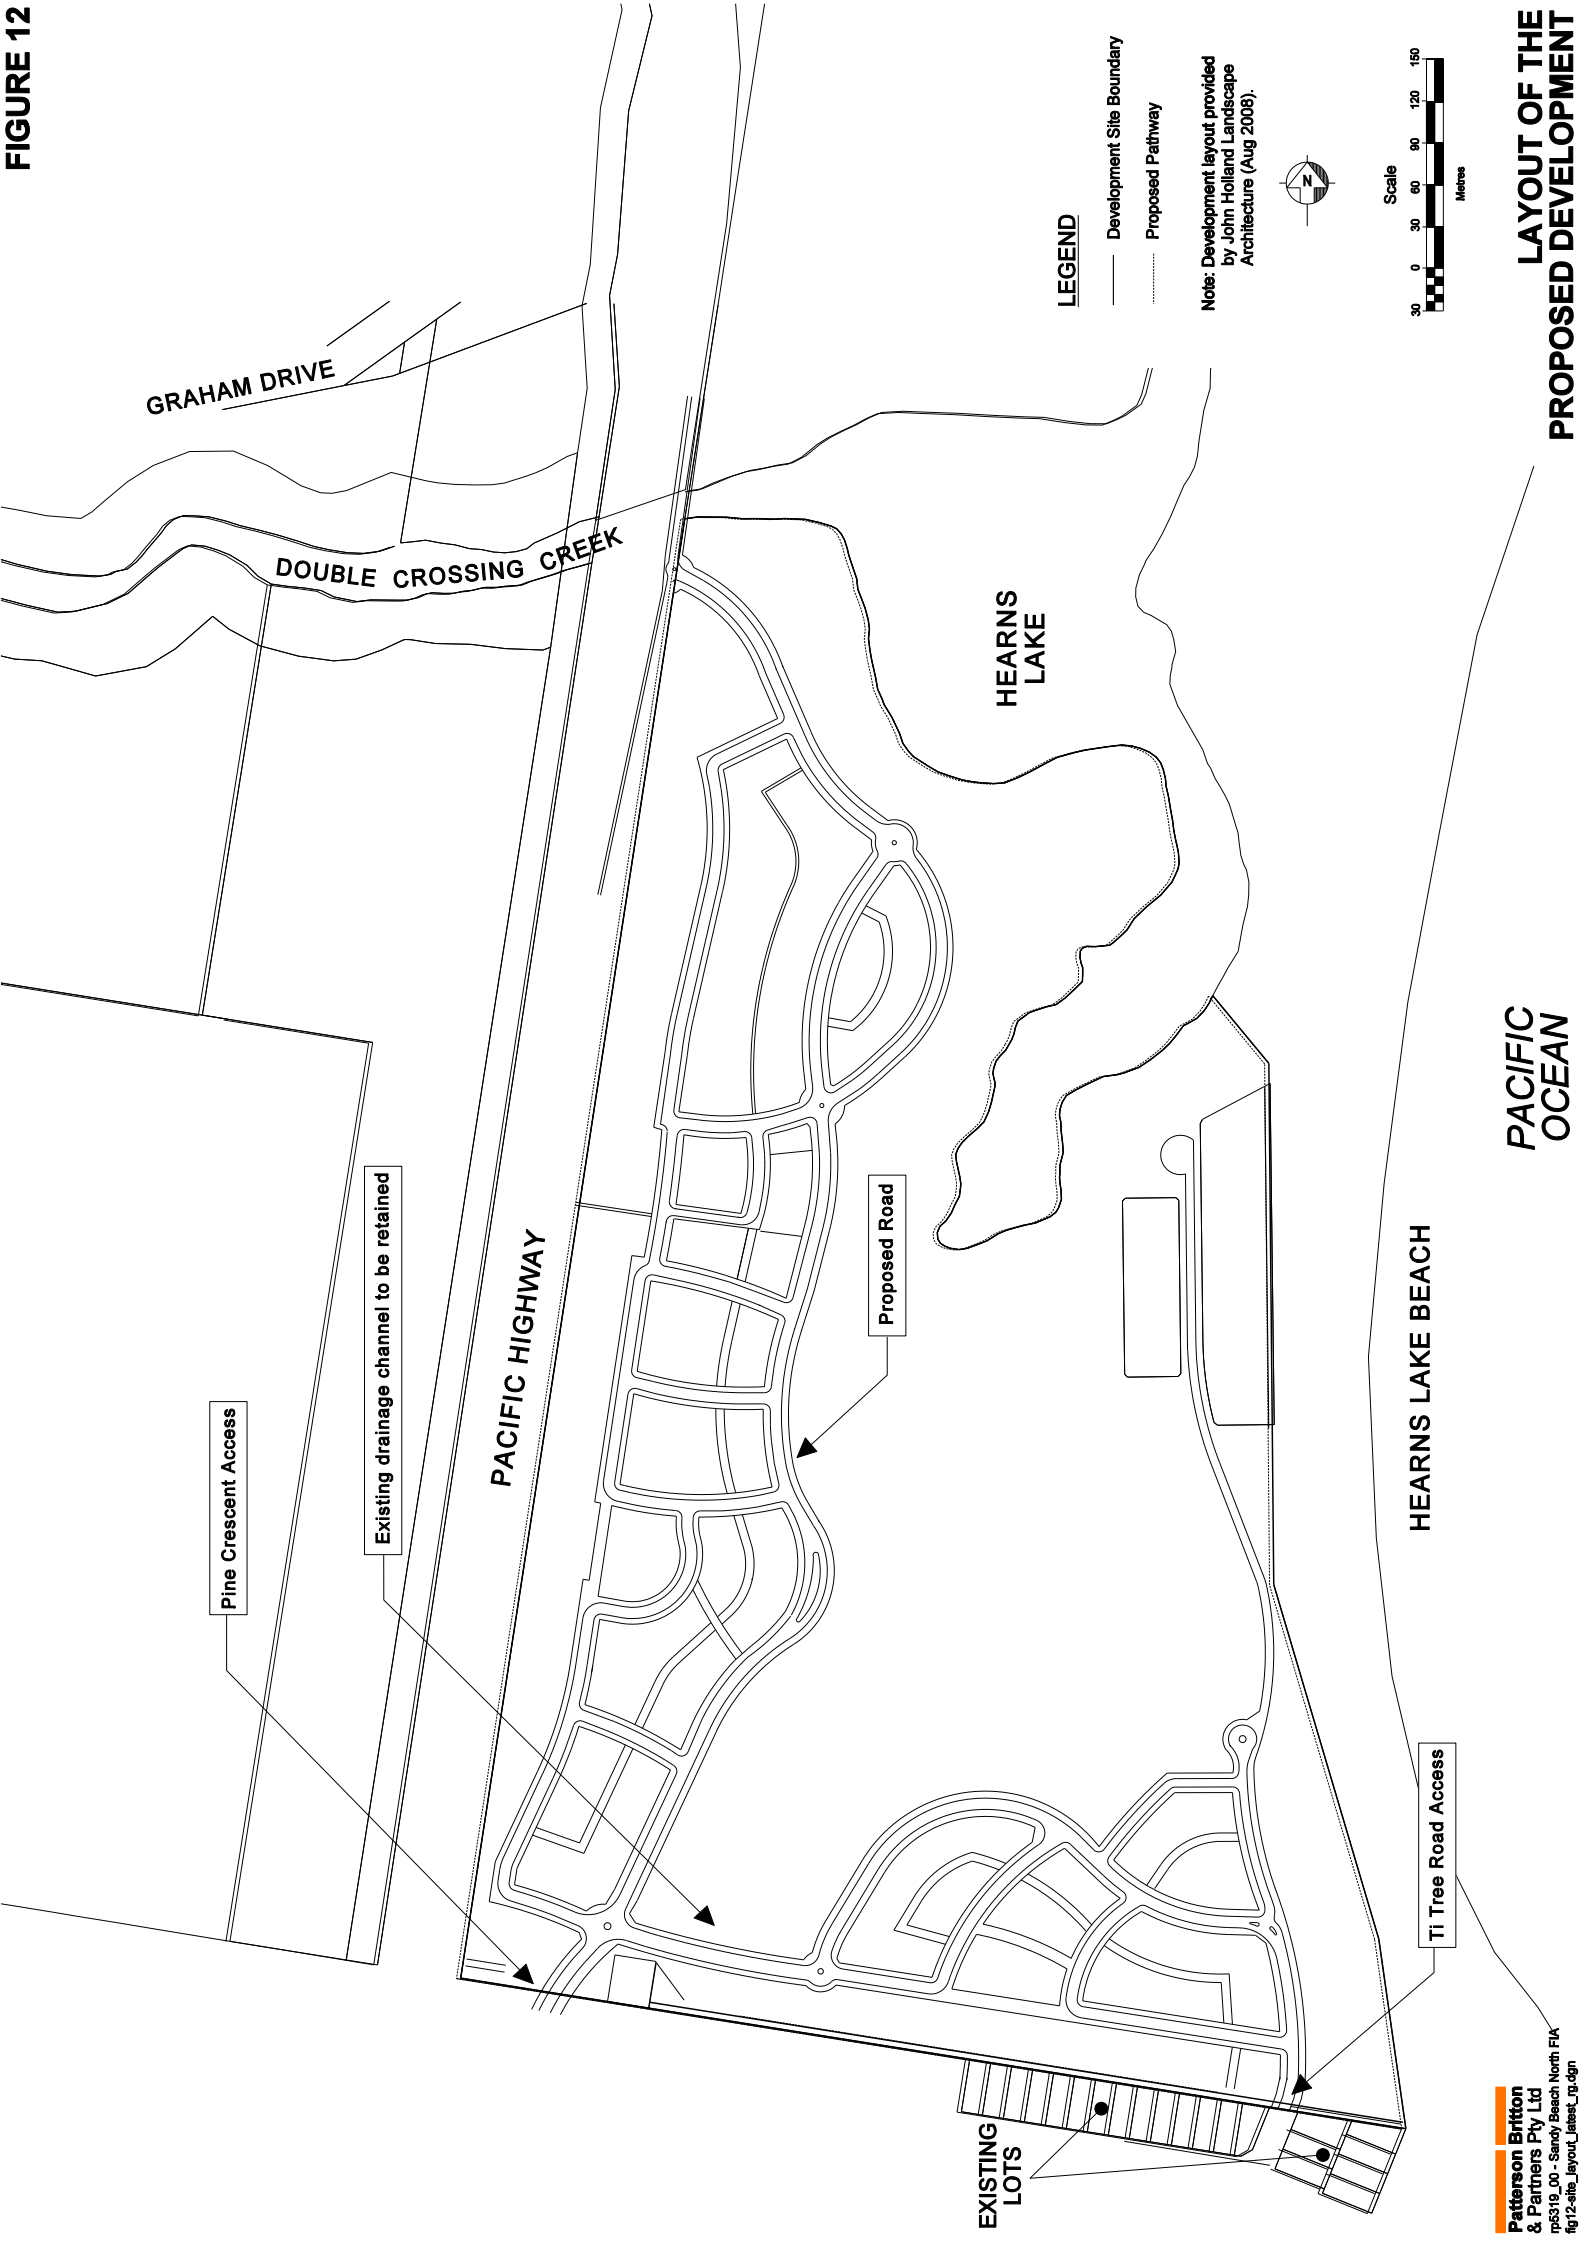 FIGURE 12
GRAHAM DRIVE
DOUBLE CROSSING CREEK
Pine Crescent Access
Existing drainage channel to be retained
PACIFIC HIGHWAY
Proposed Road
HEARNS
LAKE
HEARNS LAKE BEACH
PACIFIC
OCEAN
Ti Tree Road Access
EXISTING
LOTS
LEGEND
Development Site Boundary
Proposed Pathway
Note: Development layout provided
by John Holland Landscape
Architecture (Aug 2008).
N
Scale
30 0 30 60 90 120 150
Metres
Patterson Britton
& Partners Pty Ltd
rp5319_00 - Sandy Beach North FIA
fig12-site_layout_latest_rg.dgn
LAYOUT OF THE
PROPOSED DEVELOPMENT